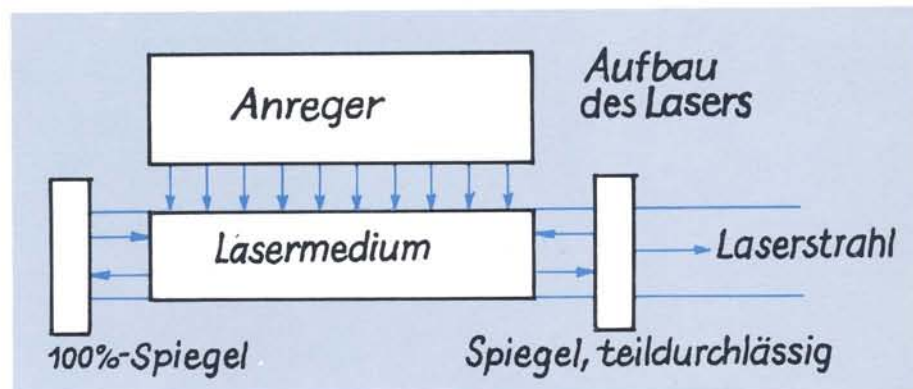 Anreger
Aufbau
des Lasers
Lasermedium
Laserstrahl
100%-Spiegel
Spiegel, teildurchlässig